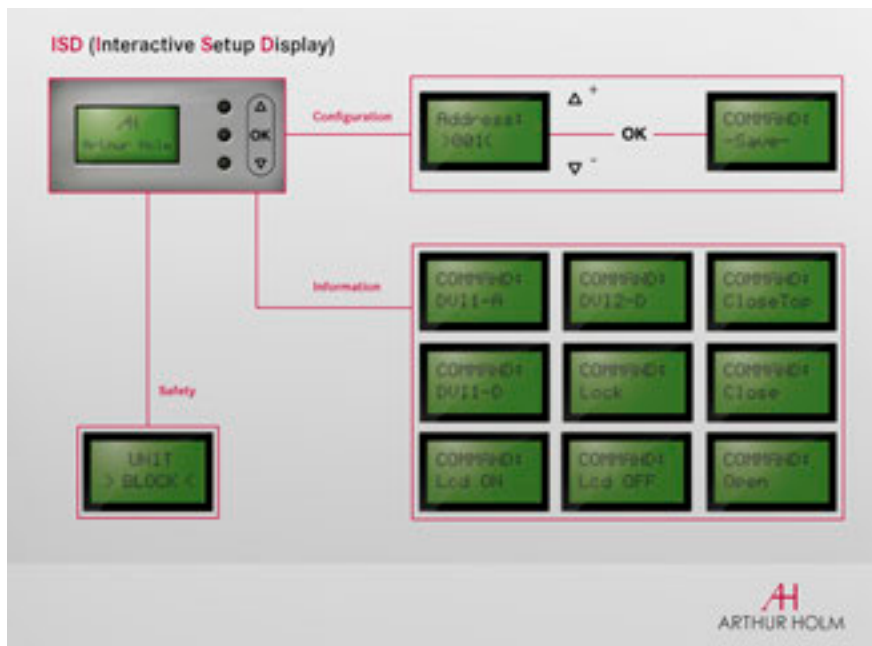 ISD (Interactive Setup Display)
Arthur Holm
OK
Configuration
Address:
>001<
+
OK
-
COMMAND:
-Save-
Information
COMMAND:
DVI1-A
COMMAND:
DVI2-D
COMMAND:
CloseTop
COMMAND:
DVI1-D
COMMAND:
Lock
COMMAND:
Close
COMMAND:
Lcd ON
COMMAND:
Lcd OFF
COMMAND:
Open
Safety
UNIT
> BLOCK <
AH
ARTHUR HOLM